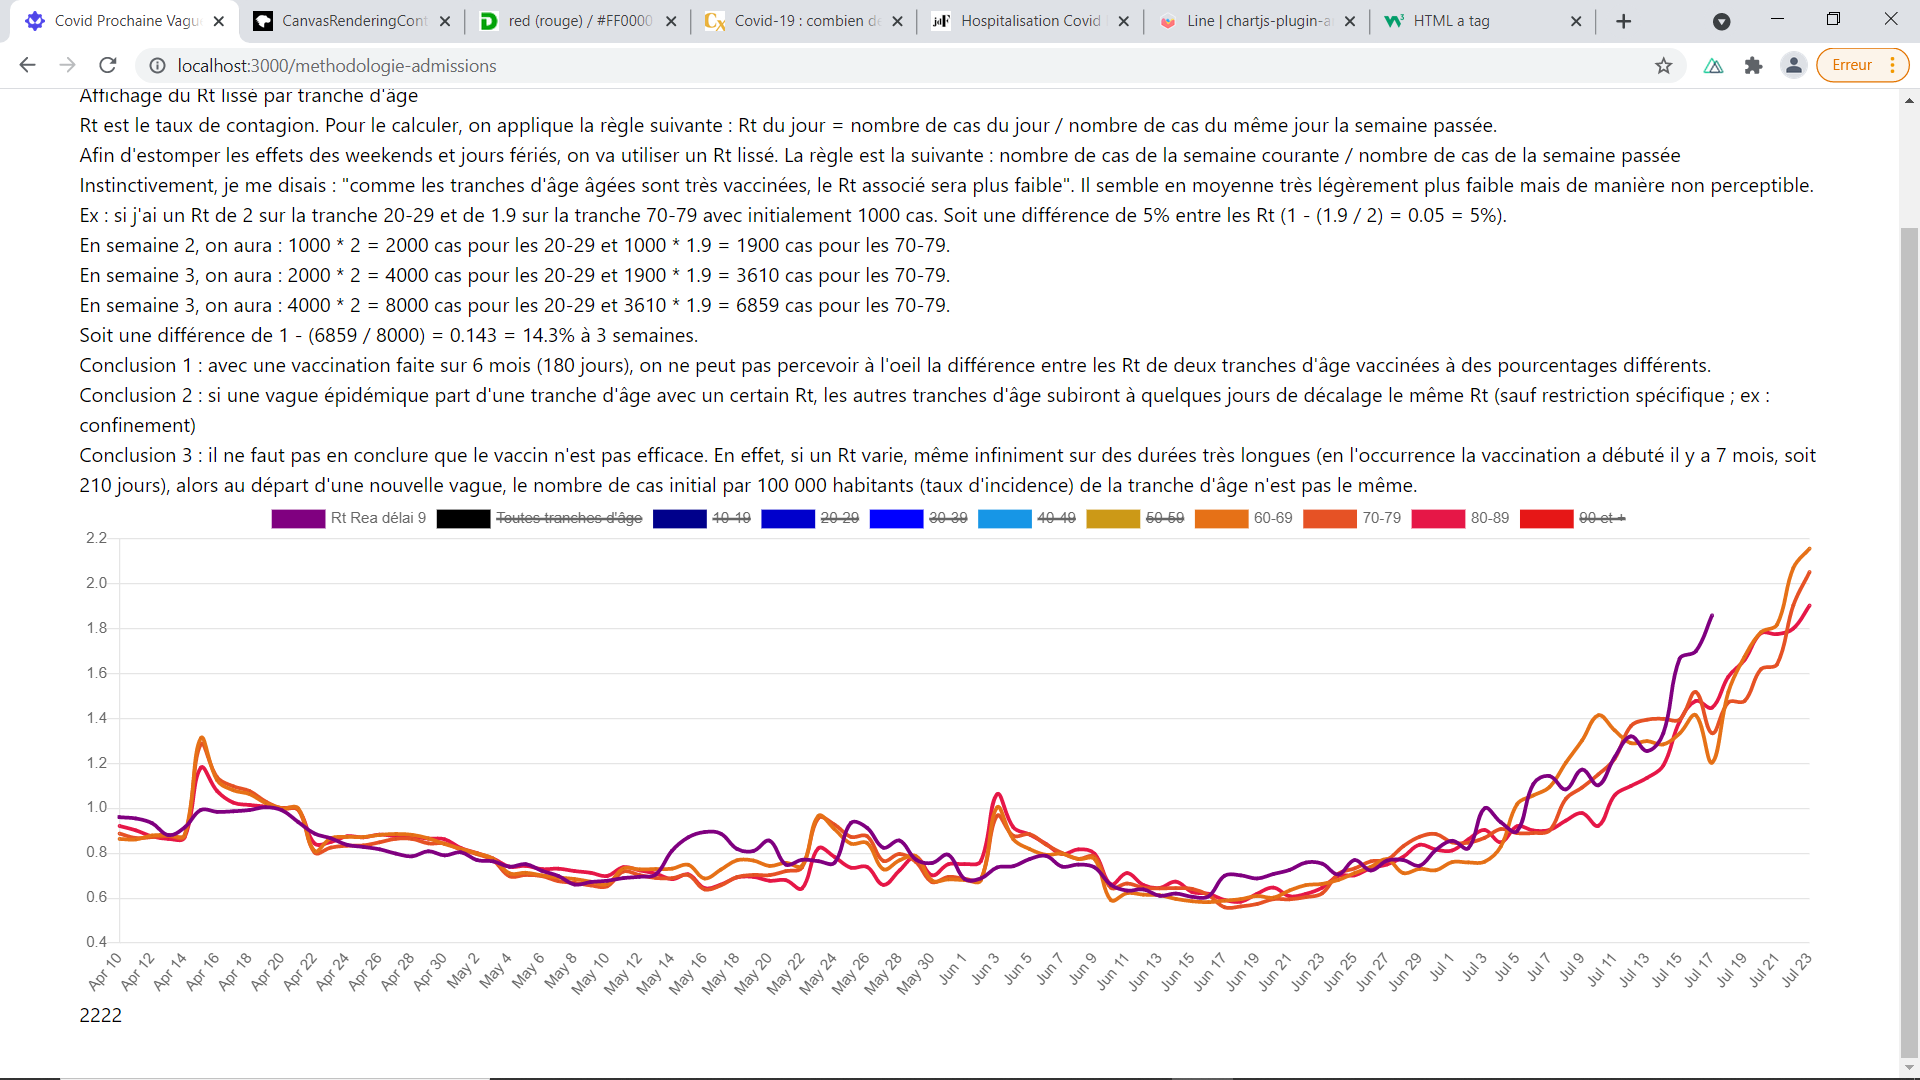 Covid Prochaine Vague
CanvasRenderingCont
red (rouge) / #FF0000
Covid-19 : combien de
Hospitalisation Covid
Line | chartjs-plugin-a
HTML a tag
localhost:3000/methodologie-admissions
Erreur
Affichage du Rt lissé par tranche d'âge
Rt est le taux de contagion. Pour le calculer, on applique la règle suivante : Rt du jour = nombre de cas du jour / nombre de cas du même jour la semaine passée.
Afin d'estomper les effets des weekends et jours fériés, on va utiliser un Rt lissé. La règle est la suivante : nombre de cas de la semaine courante / nombre de cas de la semaine passée
Instinctivement, je me disais : "comme les tranches d'âge âgées sont très vaccinées, le Rt associé sera plus faible". Il semble en moyenne très légèrement plus faible mais de manière non perceptible.
Ex : si j'ai un Rt de 2 sur la tranche 20-29 et de 1.9 sur la tranche 70-79 avec initialement 1000 cas. Soit une différence de 5% entre les Rt (1 - (1.9 / 2) = 0.05 = 5%).
En semaine 2, on aura : 1000 * 2 = 2000 cas pour les 20-29 et 1000 * 1.9 = 1900 cas pour les 70-79.
En semaine 3, on aura : 2000 * 2 = 4000 cas pour les 20-29 et 1900 * 1.9 = 3610 cas pour les 70-79.
En semaine 3, on aura : 4000 * 2 = 8000 cas pour les 20-29 et 3610 * 1.9 = 6859 cas pour les 70-79.
Soit une différence de 1 - (6859 / 8000) = 0.143 = 14.3% à 3 semaines.
Conclusion 1 : avec une vaccination faite sur 6 mois (180 jours), on ne peut pas percevoir à l'oeil la différence entre les Rt de deux tranches d'âge vaccinées à des pourcentages différents.
Conclusion 2 : si une vague épidémique part d'une tranche d'âge avec un certain Rt, les autres tranches d'âge subiront à quelques jours de décalage le même Rt (sauf restriction spécifique ; ex :
confinement)
Conclusion 3 : il ne faut pas en conclure que le vaccin n'est pas efficace. En effet, si un Rt varie, même infiniment sur des durées très longues (en l'occurrence la vaccination a débuté il y a 7 mois, soit
210 jours), alors au départ d'une nouvelle vague, le nombre de cas initial par 100 000 habitants (taux d'incidence) de la tranche d'âge n'est pas le même.
Rt Rea délai 9 Toutes tranches d'âge 10-19 20-29 30-39 40-49 50-59 60-69 70-79 80-89 90 et +
2.2
2.0
1.8
1.6
1.4
1.2
1.0
0.8
0.6
0.4
Apr 10 Apr 12 Apr 14 Apr 16 Apr 18 Apr 20 Apr 22 Apr 24 Apr 26 Apr 28 Apr 30 May 2 May 4 May 6 May 8 May 10 May 12 May 14 May 16 May 18 May 20 May 22 May 24 May 26 May 28 May 30 Jun 1 Jun 3 Jun 5 Jun 7 Jun 9 Jun 11 Jun 13 Jun 15 Jun 17 Jun 19 Jun 21 Jun 23 Jun 25 Jun 27 Jun 29 Jul 1 Jul 3 Jul 5 Jul 7 Jul 9 Jul 11 Jul 13 Jul 15 Jul 17 Jul 19 Jul 21 Jul 23
2222